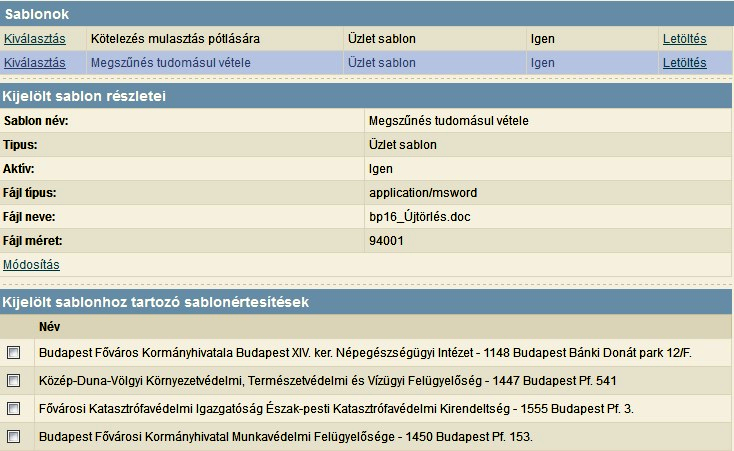 Sablonok
Kiválasztás Kötelezés mulasztás pótlására Üzlet sablon Igen Letöltés
Kiválasztás Megszűnés tudomásul vétele Üzlet sablon Igen Letöltés
Kijelölt sablon részletei
Sablon név: Megszűnés tudomásul vétele
Típus: Üzlet sablon
Aktív: Igen
Fájl típus: application/msword
Fájl neve: bp16_Újtörlés.doc
Fájl méret: 94001
Módosítás
Kijelölt sablonhoz tartozó sablonértesítések
Név
Budapest Főváros Kormányhivatala Budapest XIV. ker. Népegészségügyi Intézet - 1148 Budapest Bánki Donát park 12/F.
Közép-Duna-Völgyi Környezetvédelmi, Természetvédelmi és Vízügyi Felügyelőség - 1447 Budapest Pf. 541
Fővárosi Katasztrófavédelmi Igazgatóság Észak-pesti Katasztrófavédelmi Kirendeltség - 1555 Budapest Pf. 3.
Budapest Fővárosi Kormányhivatal Munkavédelmi Felügyelősége - 1450 Budapest Pf. 153.